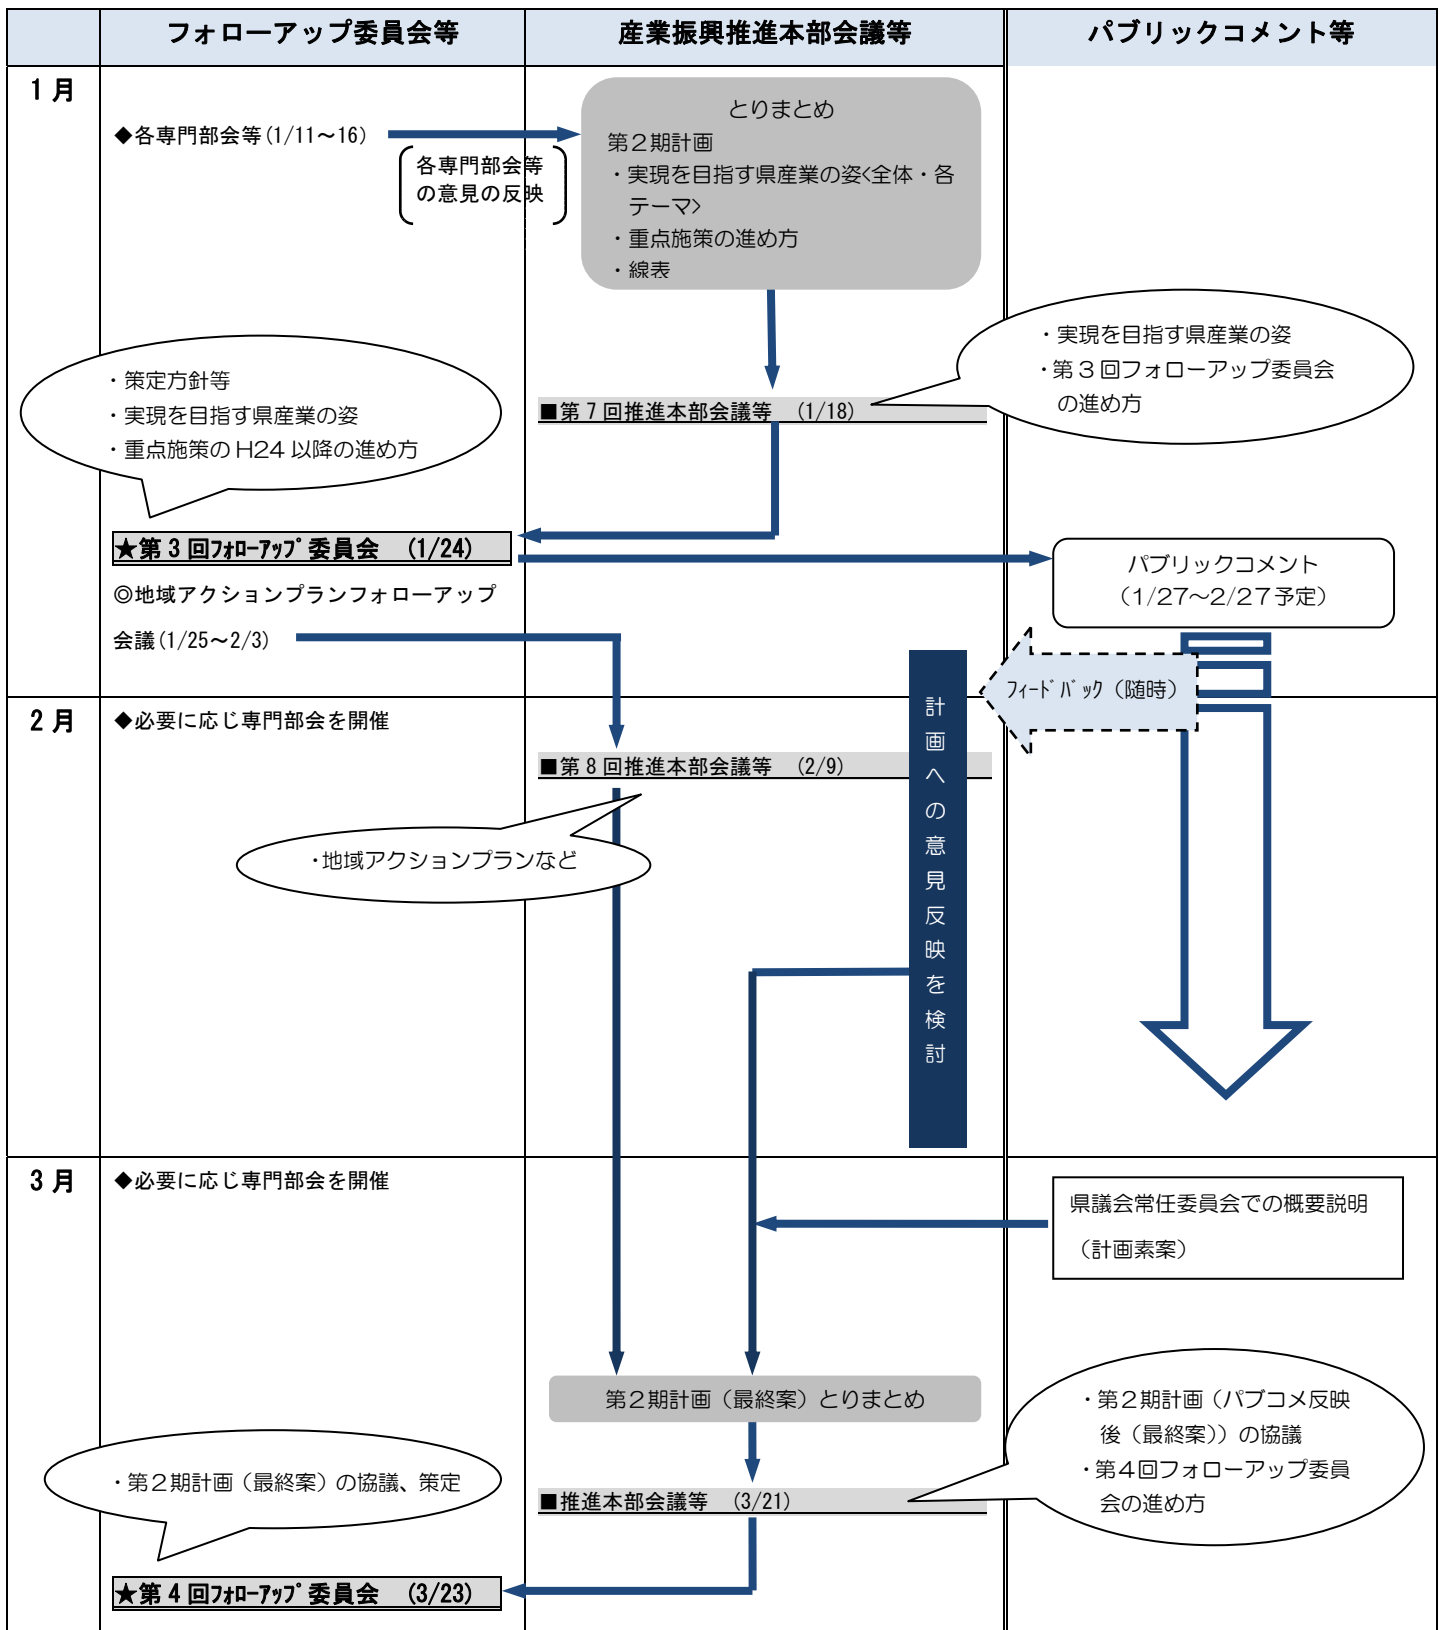 フォローアップ委員会等
産業振興推進本部会議等
パブリックコメント等
1月
◆各専門部会等(1/11～16)
各専門部会等
の意見の反映
とりまとめ
第２期計画
・実現を目指す県産業の姿<全体・各
テーマ>
・重点施策の進め方
・線表
・実現を目指す県産業の姿
・第３回フォローアップ委員会
の進め方
・策定方針等
・実現を目指す県産業の姿
・重点施策の H24 以降の進め方
■第７回推進本部会議等　(1/18)
★第３回ﾌｫﾛｰｱｯﾌﾟ委員会　(1/24)
パブリックコメント
（1/27～2/27予定）
◎地域アクションプランフォローアップ
会議(1/25～2/3)
フィードバック（随時）
計画への意見反映を検討
2月
◆必要に応じ専門部会を開催
■第８回推進本部会議等　(2/9)
・地域アクションプランなど
3月
◆必要に応じ専門部会を開催
県議会常任委員会での概要説明
（計画素案）
第２期計画（最終案）とりまとめ
・第２期計画（パブコメ反映
後（最終案））の協議
・第４回フォローアップ委員
会の進め方
・第２期計画（最終案）の協議、策定
■推進本部会議等　(3/21)
★第４回ﾌｫﾛｰｱｯﾌﾟ委員会　(3/23)